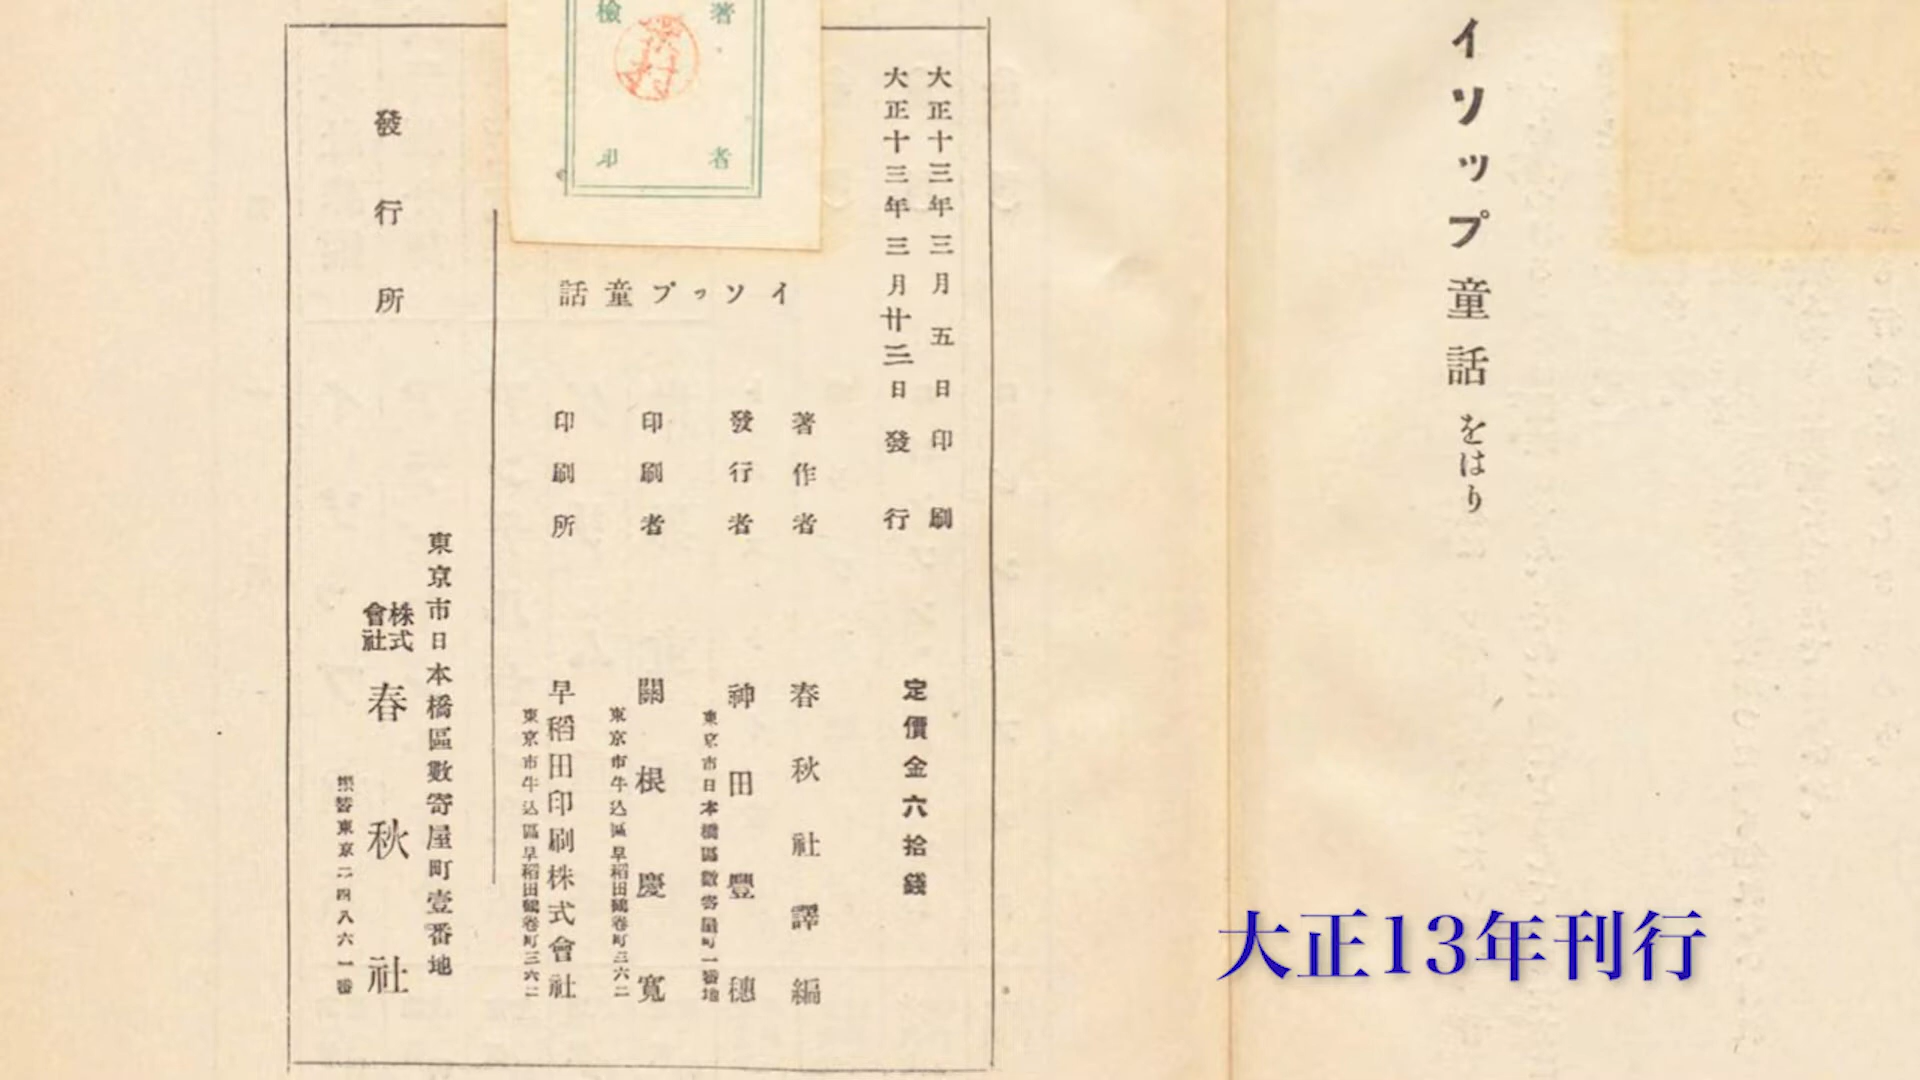 イソップ童話 をはり
大正十三年三月五日印刷
大正十三年三月廿三日發行
定價金六拾錢
著者
檢印
イソップ童話
著作者 春秋社譯編
發行者 神田豐穗
東京市日本橋區數寄屋町一番地
印刷者 關根慶寬
東京市牛込區早稻田鶴卷町三六二
印刷所 早稻田印刷株式會社
東京市牛込區早稻田鶴卷町三六二
東京市日本橋區數寄屋町壹番地
發行所 株式會社 春秋社
振替東京二四八六一番
大正13年刊行